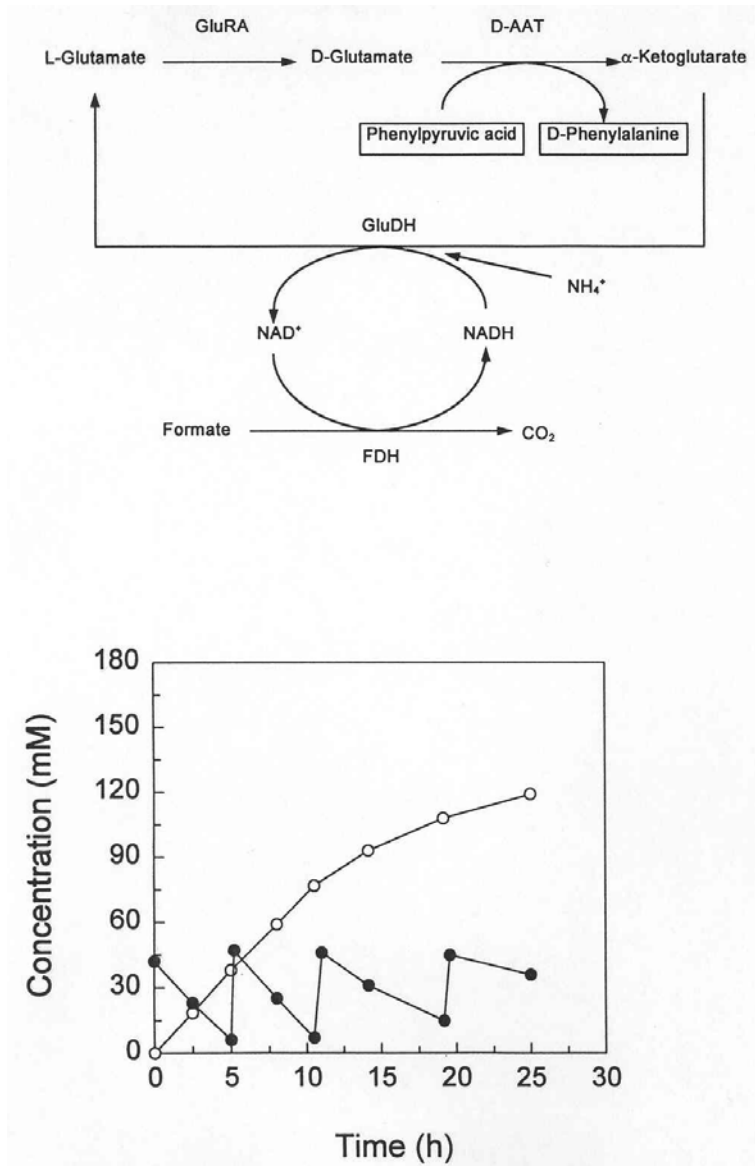 GluRA D-AAT
L-Glutamate D-Glutamate α-Ketoglutarate
Phenylpyruvic acid D-Phenylalanine
GluDH
NH₄⁺
NAD⁺ NADH
Formate CO₂
FDH
180
150
120
90
60
30
0
0 5 10 15 20 25 30
Concentration (mM)
Time (h)